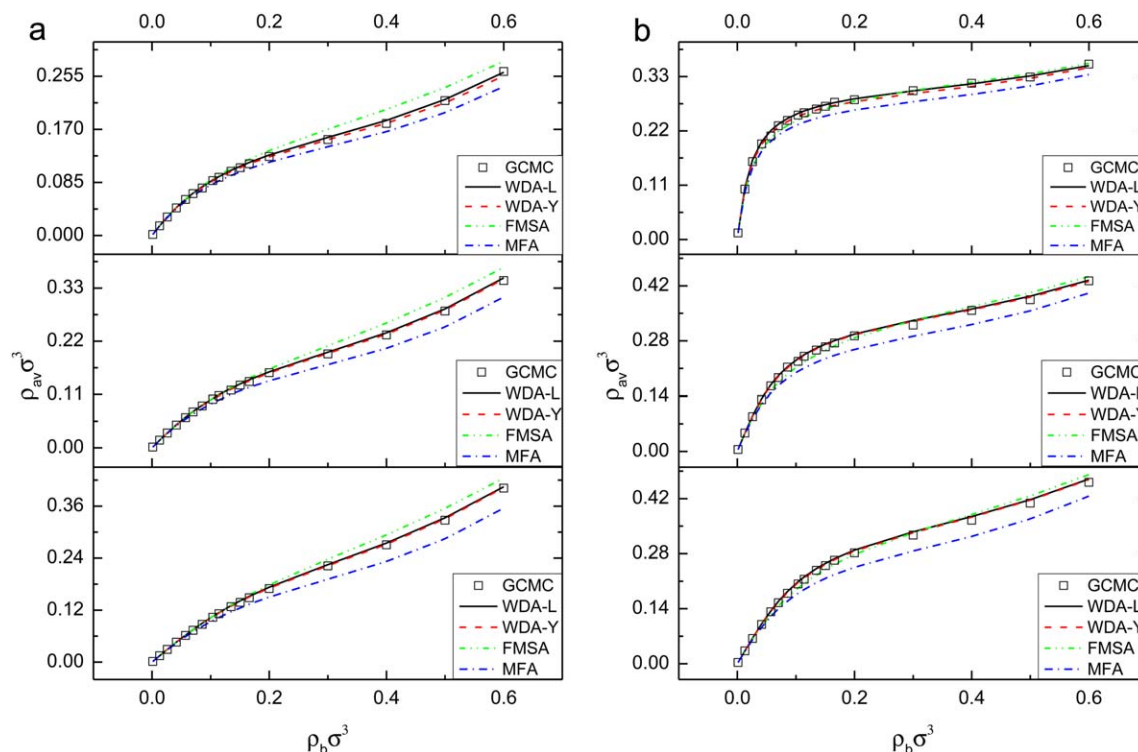 a
0.0 0.2 0.4 0.6
0.255
0.170
0.085
0.000
GCMC
WDA-L
WDA-Y
FMSA
MFA
0.33
0.22
0.11
0.00
GCMC
WDA-L
WDA-Y
FMSA
MFA
0.36
0.24
0.12
0.00
GCMC
WDA-L
WDA-Y
FMSA
MFA
0.0 0.2 0.4 0.6
ρavσ³
ρbσ³
b
0.0 0.2 0.4 0.6
0.33
0.22
0.11
0.00
GCMC
WDA-L
WDA-Y
FMSA
MFA
0.42
0.28
0.14
0.00
GCMC
WDA-L
WDA-Y
FMSA
MFA
0.42
0.28
0.14
0.00
GCMC
WDA-L
WDA-Y
FMSA
MFA
0.0 0.2 0.4 0.6
ρavσ³
ρbσ³